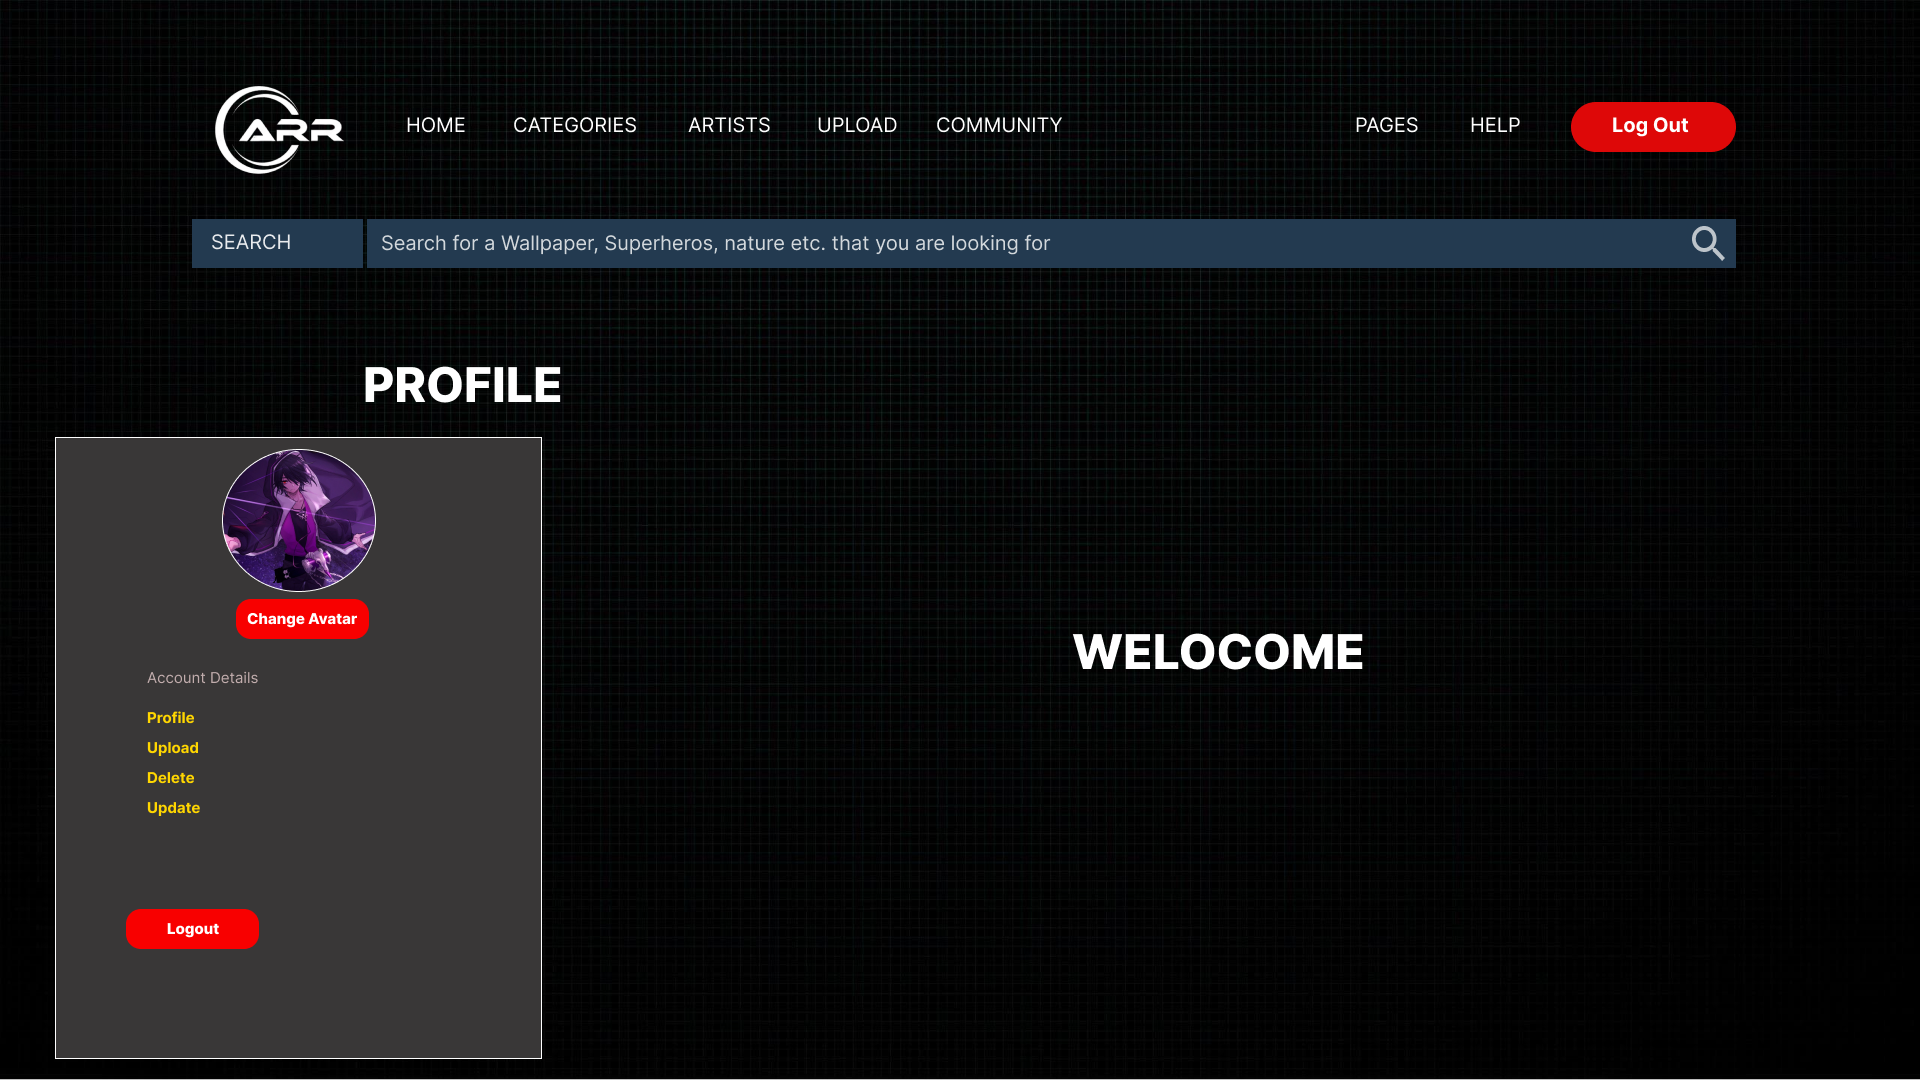 ARR
HOME CATEGORIES ARTISTS UPLOAD COMMUNITY PAGES HELP Log Out
SEARCH Search for a Wallpaper, Superheros, nature etc. that you are looking for
PROFILE
Change Avatar
WELOCOME
Account Details
Profile
Upload
Delete
Update
Logout